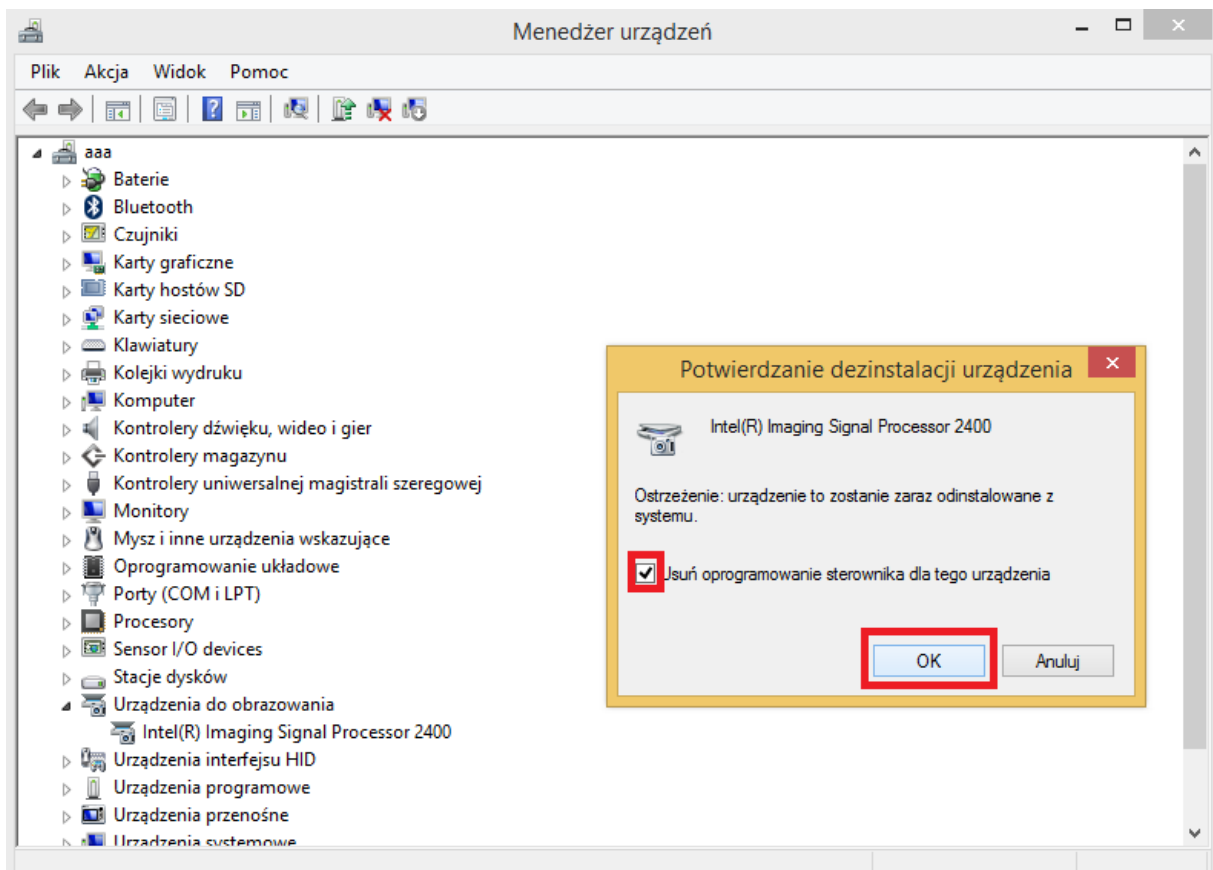 Menedżer urządzeń
Plik Akcja Widok Pomoc
aaa
Baterie
Bluetooth
Czujniki
Karty graficzne
Karty hostów SD
Karty sieciowe
Klawiatury
Kolejki wydruku
Komputer
Kontrolery dźwięku, wideo i gier
Kontrolery magazynu
Kontrolery uniwersalnej magistrali szeregowej
Monitory
Mysz i inne urządzenia wskazujące
Oprogramowanie układowe
Porty (COM i LPT)
Procesory
Sensor I/O devices
Stacje dysków
Urządzenia do obrazowania
Intel(R) Imaging Signal Processor 2400
Urządzenia interfejsu HID
Urządzenia programowe
Urządzenia przenośne
Urządzenia systemowe
Potwierdzanie dezinstalacji urządzenia
Intel(R) Imaging Signal Processor 2400
Ostrzeżenie: urządzenie to zostanie zaraz odinstalowane z
systemu.
Usuń oprogramowanie sterownika dla tego urządzenia
OK Anuluj